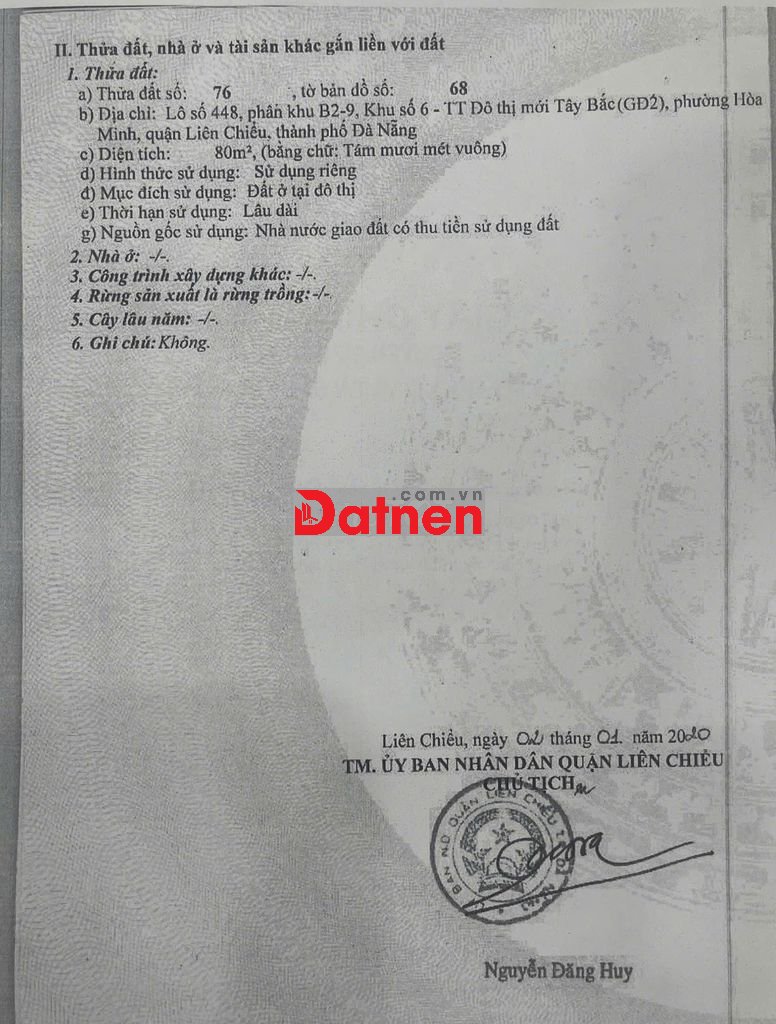 II. Thửa đất, nhà ở và tài sản khác gắn liền với đất
1. Thửa đất:
a) Thửa đất số: 76 , tờ bản đồ số: 68
b) Địa chỉ: Lô số 448, phân khu B2-9, Khu số 6 - TT Đô thị mới Tây Bắc(GĐ2), phường Hòa
Minh, quận Liên Chiểu, thành phố Đà Nẵng
c) Diện tích: 80m², (bằng chữ: Tám mươi mét vuông)
d) Hình thức sử dụng: Sử dụng riêng
đ) Mục đích sử dụng: Đất ở tại đô thị
e) Thời hạn sử dụng: Lâu dài
g) Nguồn gốc sử dụng: Nhà nước giao đất có thu tiền sử dụng đất
2. Nhà ở: -/-.
3. Công trình xây dựng khác: -/-.
4. Rừng sản xuất là rừng trồng: -/-.
5. Cây lâu năm: -/-.
6. Ghi chú: Không.
.com.vn
Datnen
Liên Chiểu, ngày 02 tháng 01. năm 2020
TM. ỦY BAN NHÂN DÂN QUẬN LIÊN CHIỂU
CHỦ TỊCH
BAN N.D QUẬN LIÊN CHIỂU
Nguyễn Đăng Huy